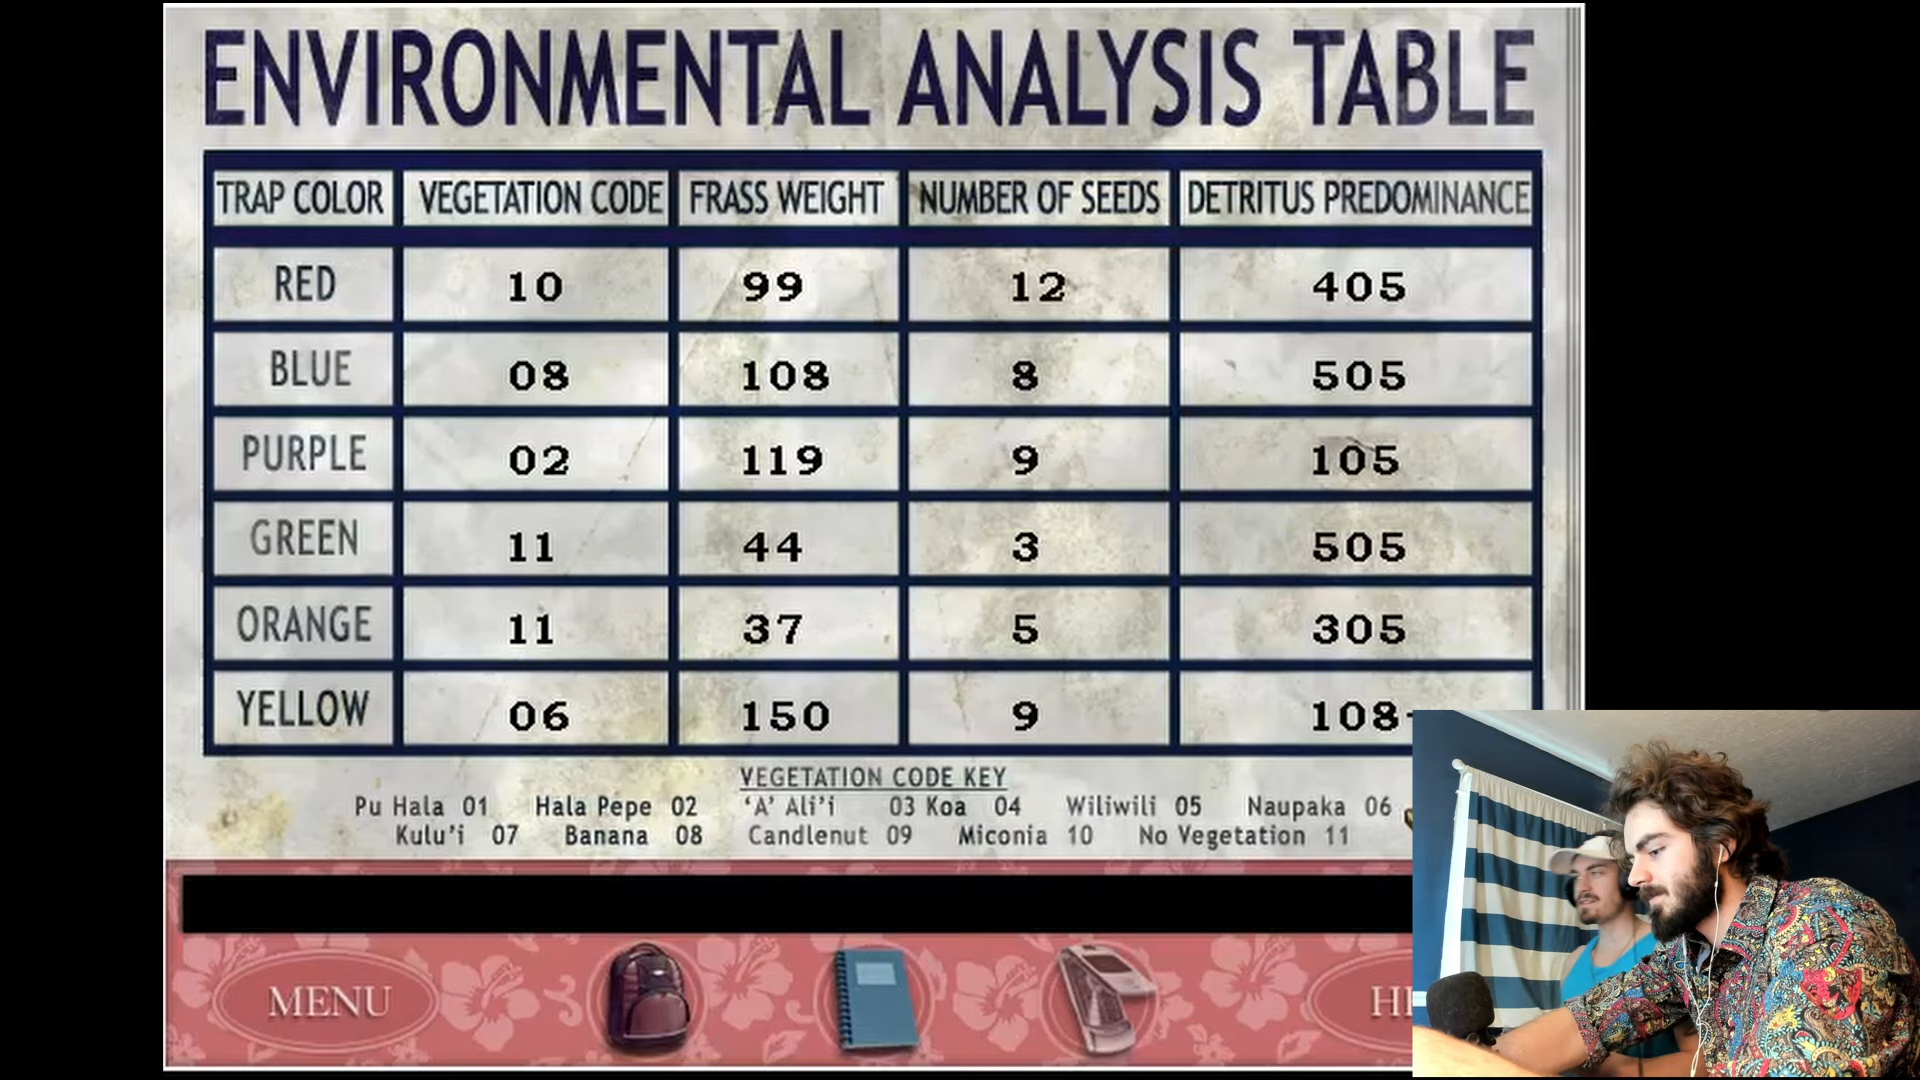 ENVIRONMENTAL ANALYSIS TABLE
TRAP COLOR VEGETATION CODE FRASS WEIGHT NUMBER OF SEEDS DETRITUS PREDOMINANCE
RED 10 99 12 405
BLUE 08 108 8 505
PURPLE 02 119 9 105
GREEN 11 44 3 505
ORANGE 11 37 5 305
YELLOW 06 150 9 108
VEGETATION CODE KEY
Pu Hala 01 Hala Pepe 02 'A' Ali'i 03 Koa 04 Wiliwili 05 Naupaka 06
Kulu'i 07 Banana 08 Candlenut 09 Miconia 10 No Vegetation 11
MENU